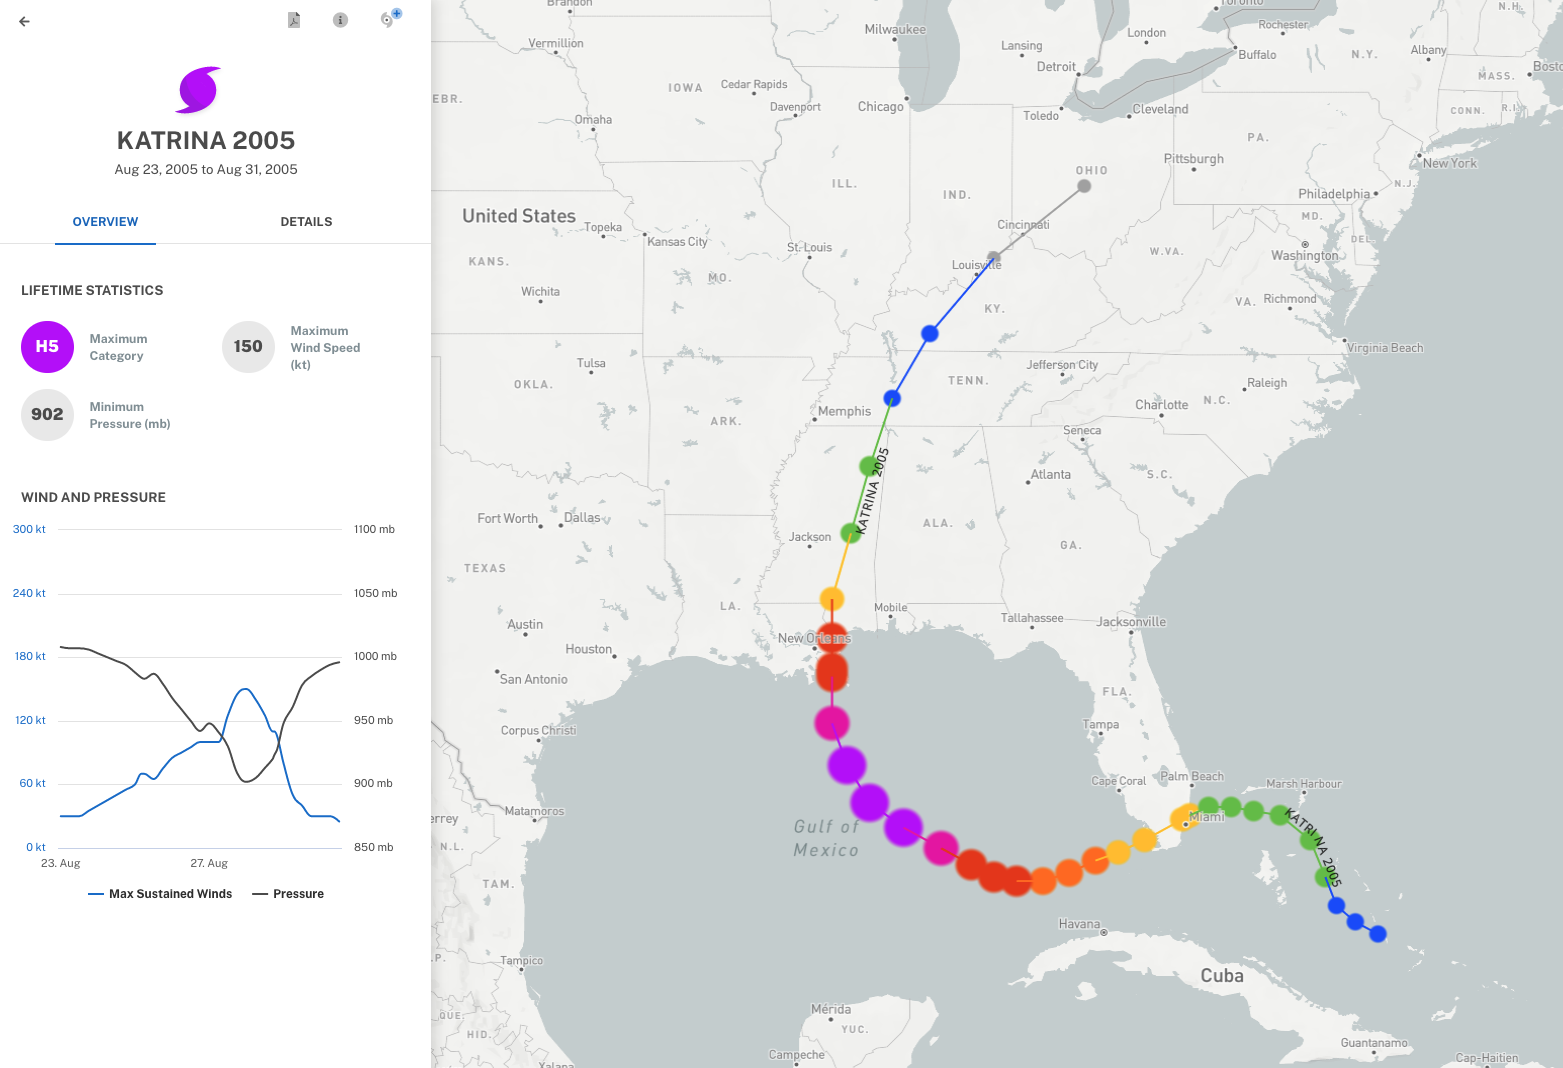 KATRINA 2005
Aug 23, 2005 to Aug 31, 2005
OVERVIEW
DETAILS
LIFETIME STATISTICS
H5
Maximum
Category
150
Maximum
Wind Speed
(kt)
902
Minimum
Pressure (mb)
WIND AND PRESSURE
300 kt
1100 mb
240 kt
1050 mb
180 kt
1000 mb
120 kt
950 mb
60 kt
900 mb
0 kt
850 mb
23. Aug
27. Aug
Max Sustained Winds
Pressure
Brandon
Toronto
N.H.
Vermillion
Milwaukee
Lansing
London
Rochester
Buffalo
N.Y.
Albany
Detroit
MASS.
Bosto
EBR.
IOWA
Cedar Rapids
Davenport
Chicago
Toledo
Cleveland
CONN.
R.I.
Omaha
PA.
Pittsburgh
New York
OHIO
ILL.
IND.
Philadelphia
N.J.
United States
Topeka
Kansas City
St. Louis
Cincinnati
MD.
DEL.
KANS.
MO.
Louisville
W.VA.
Washington
Wichita
KY.
VA.
Richmond
Virginia Beach
Tulsa
OKLA.
TENN.
Jefferson City
Raleigh
N.C.
Charlotte
ARK.
Memphis
Seneca
KATRINA 2005
Atlanta
S.C.
Fort Worth
Dallas
Jackson
ALA.
GA.
TEXAS
LA.
Mobile
Tallahassee
Jacksonville
Austin
Houston
New Orleans
San Antonio
FLA.
Corpus Christi
Tampa
Cape Coral
Palm Beach
Marsh Harbour
Matamoros
errey
Gulf of
Mexico
Miami
KATRINA 2005
N.L.
TAM.
Havana
Tampico
.P.
Cuba
Mérida
YUC.
QUE.
HID.
Campeche
Xalapa
Guantanamo
Cap-Haitien